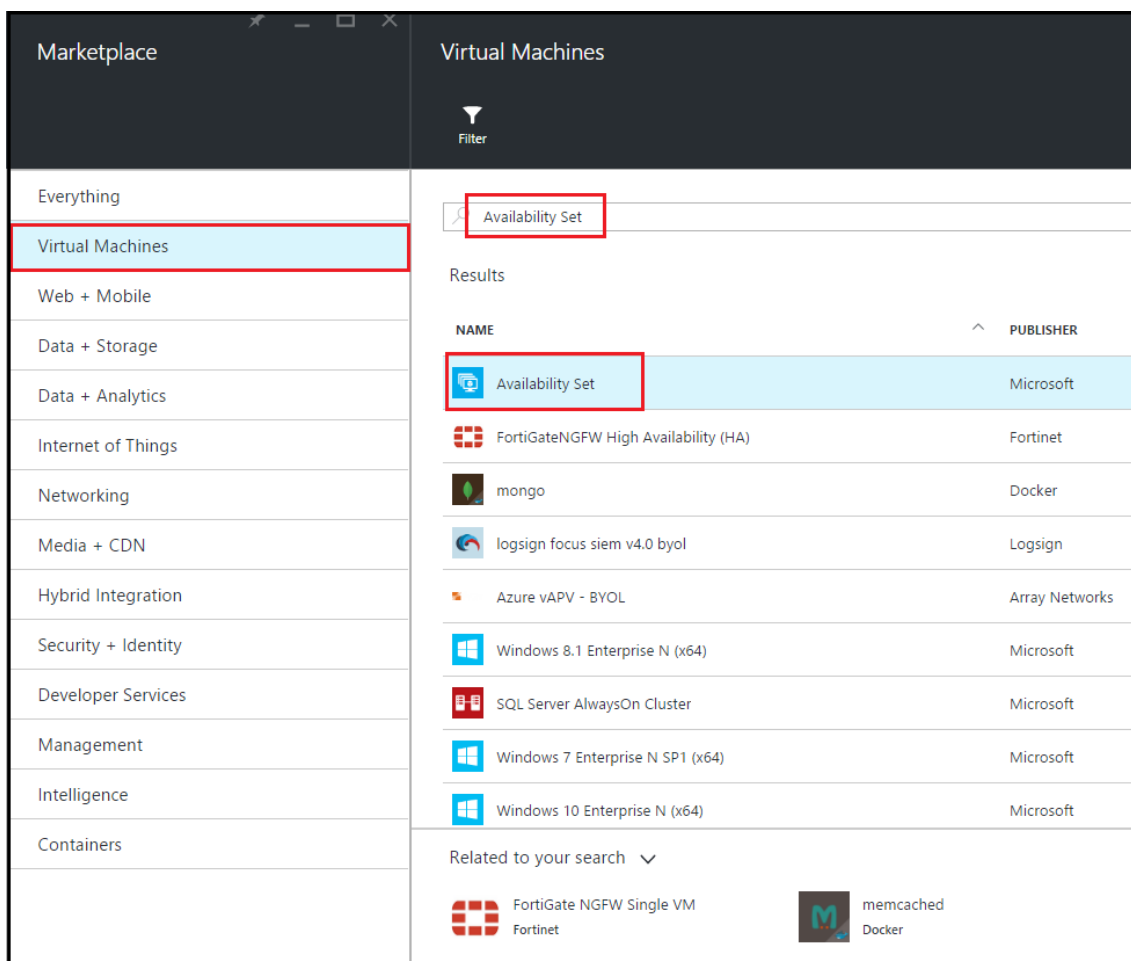 Marketplace
Everything
Virtual Machines
Web + Mobile
Data + Storage
Data + Analytics
Internet of Things
Networking
Media + CDN
Hybrid Integration
Security + Identity
Developer Services
Management
Intelligence
Containers
Virtual Machines
Filter
Availability Set
Results
NAME PUBLISHER
Availability Set Microsoft
FortiGateNGFW High Availability (HA) Fortinet
mongo Docker
logsign focus siem v4.0 byol Logsign
Azure vAPV - BYOL Array Networks
Windows 8.1 Enterprise N (x64) Microsoft
SQL Server AlwaysOn Cluster Microsoft
Windows 7 Enterprise N SP1 (x64) Microsoft
Windows 10 Enterprise N (x64) Microsoft
Related to your search
FortiGate NGFW Single VM
Fortinet
memcached
Docker